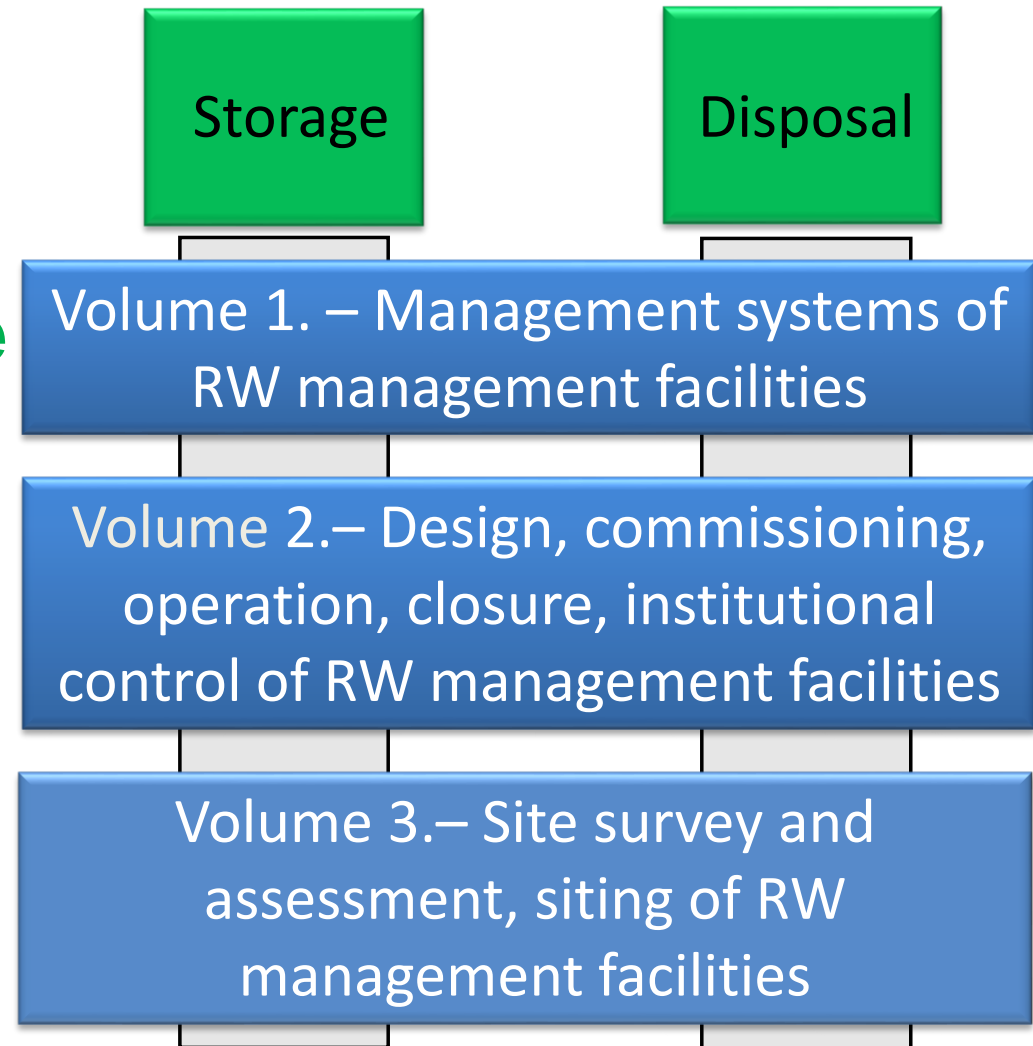 Storage
Disposal
e
Volume 1. – Management systems of
RW management facilities
Volume 2.– Design, commissioning,
operation, closure, institutional
control of RW management facilities
Volume 3.– Site survey and
assessment, siting of RW
management facilities